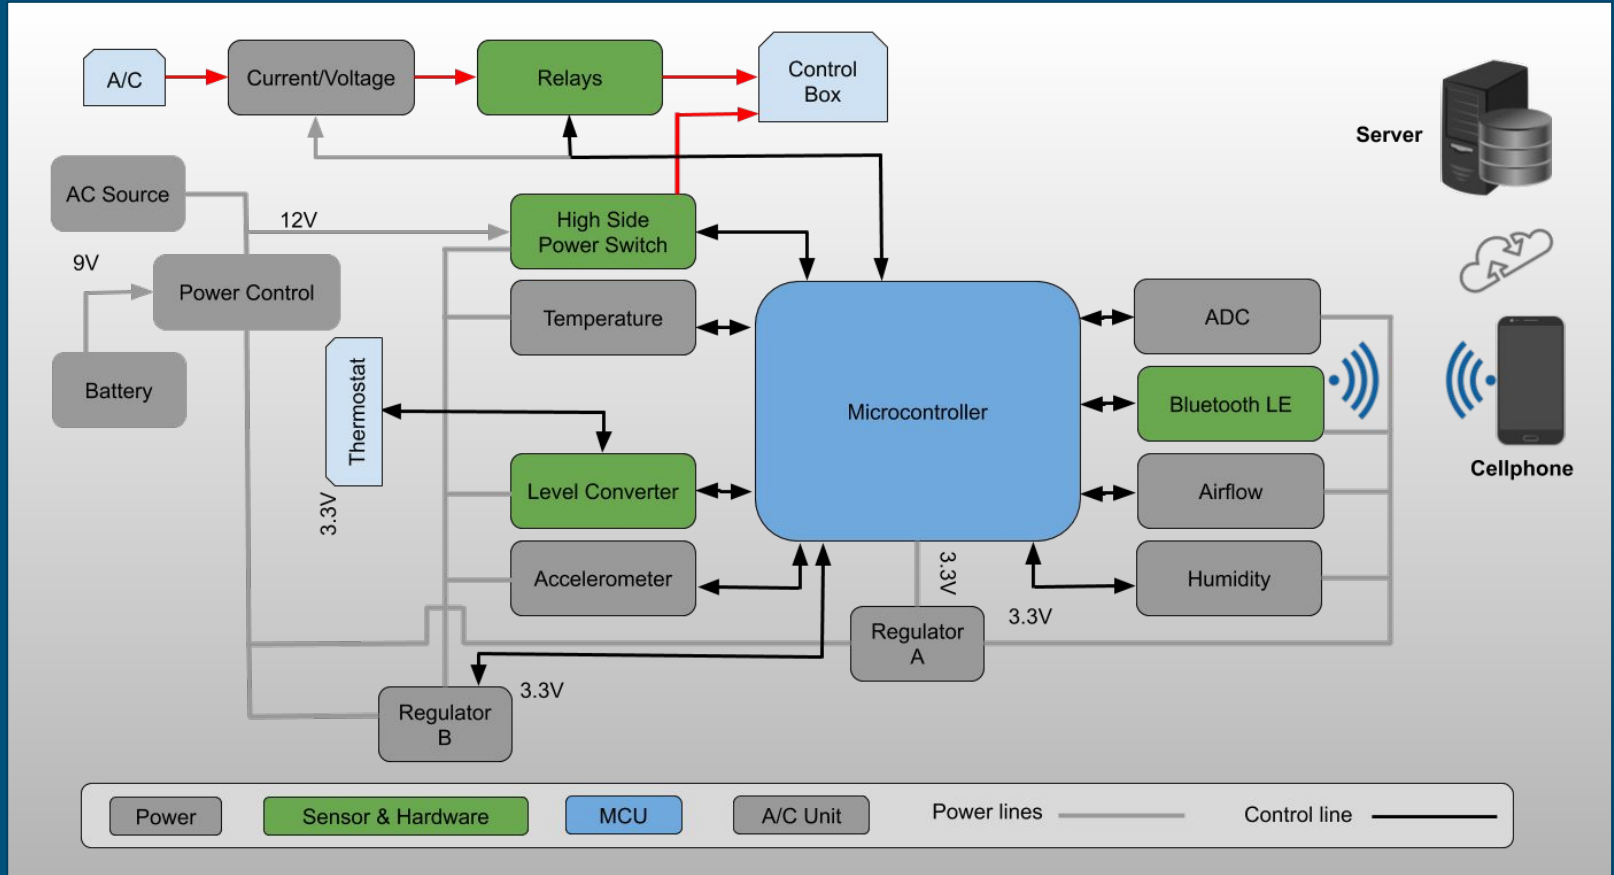 A/C
Current/Voltage
Relays
Control
Box
Server
AC Source
12V
High Side
Power Switch
9V
Power Control
Temperature
ADC
Battery
Thermostat
Microcontroller
Bluetooth LE
Cellphone
3.3V
Level Converter
Airflow
Accelerometer
3.3V
Humidity
3.3V
Regulator
A
3.3V
Regulator
B
Power
Sensor & Hardware
MCU
A/C Unit
Power lines
Control line